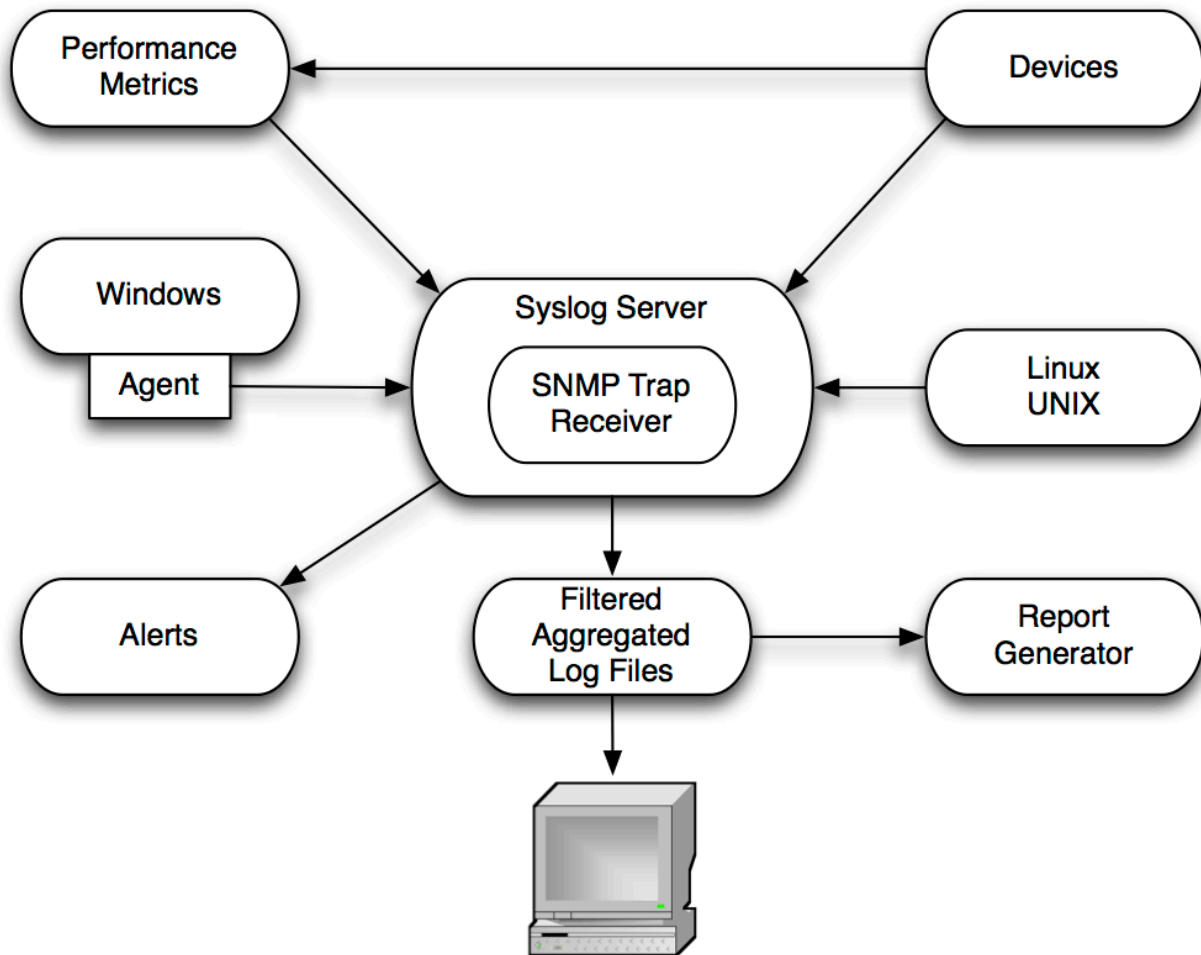 Performance
Metrics
Devices
Windows
Agent
Syslog Server
SNMP Trap
Receiver
Linux
UNIX
Alerts
Filtered
Aggregated
Log Files
Report
Generator